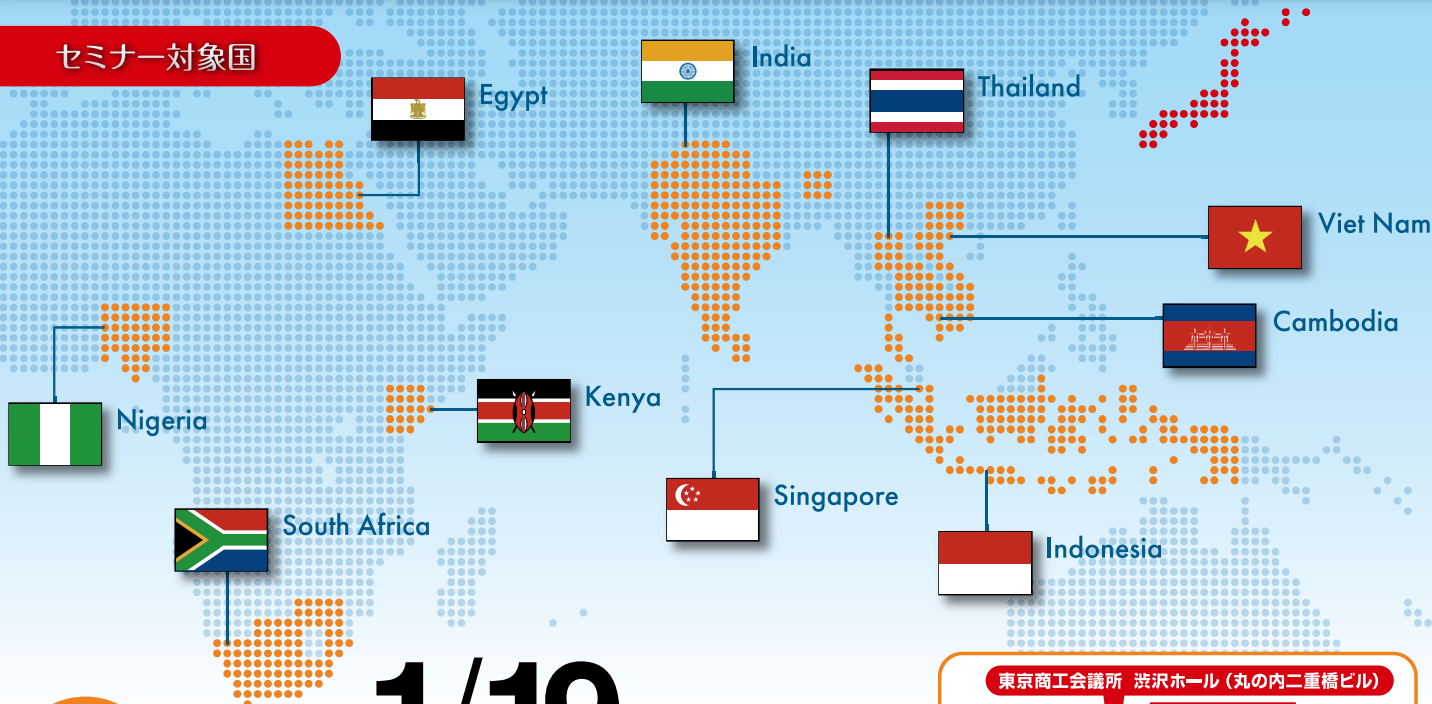 セミナー対象国
India
Egypt
Thailand
Viet Nam
Cambodia
Kenya
Nigeria
Singapore
South Africa
Indonesia
東京商工会議所 渋沢ホール（丸の内二重橋ビル）